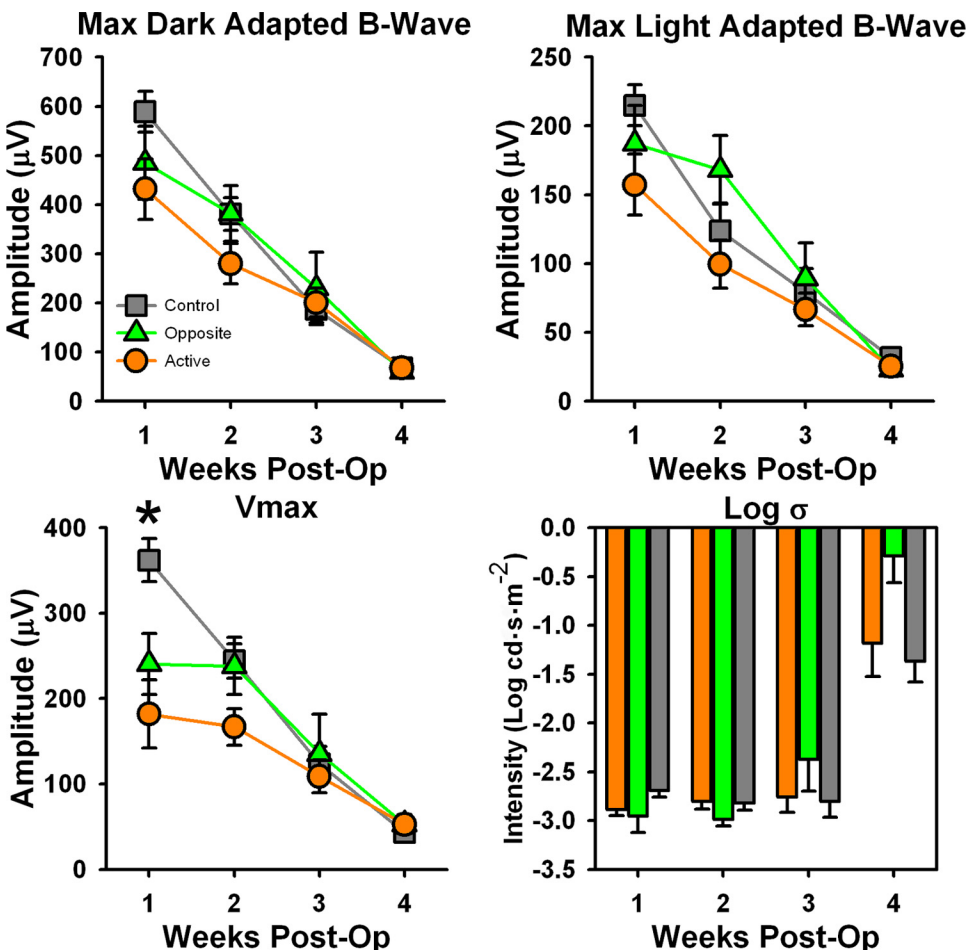 Max Dark Adapted B-Wave
700
600
500
400
300
200
100
0
Amplitude (µV)
Control
Opposite
Active
1 2 3 4
Weeks Post-Op
Max Light Adapted B-Wave
250
200
150
100
50
0
Amplitude (µV)
1 2 3 4
Weeks Post-Op
Vmax
*
400
300
200
100
0
Amplitude (µV)
1 2 3 4
Weeks Post-Op
Log σ
0.0
-0.5
-1.0
-1.5
-2.0
-2.5
-3.0
-3.5
Intensity (Log cd·s·m-2)
1 2 3 4
Weeks Post-Op